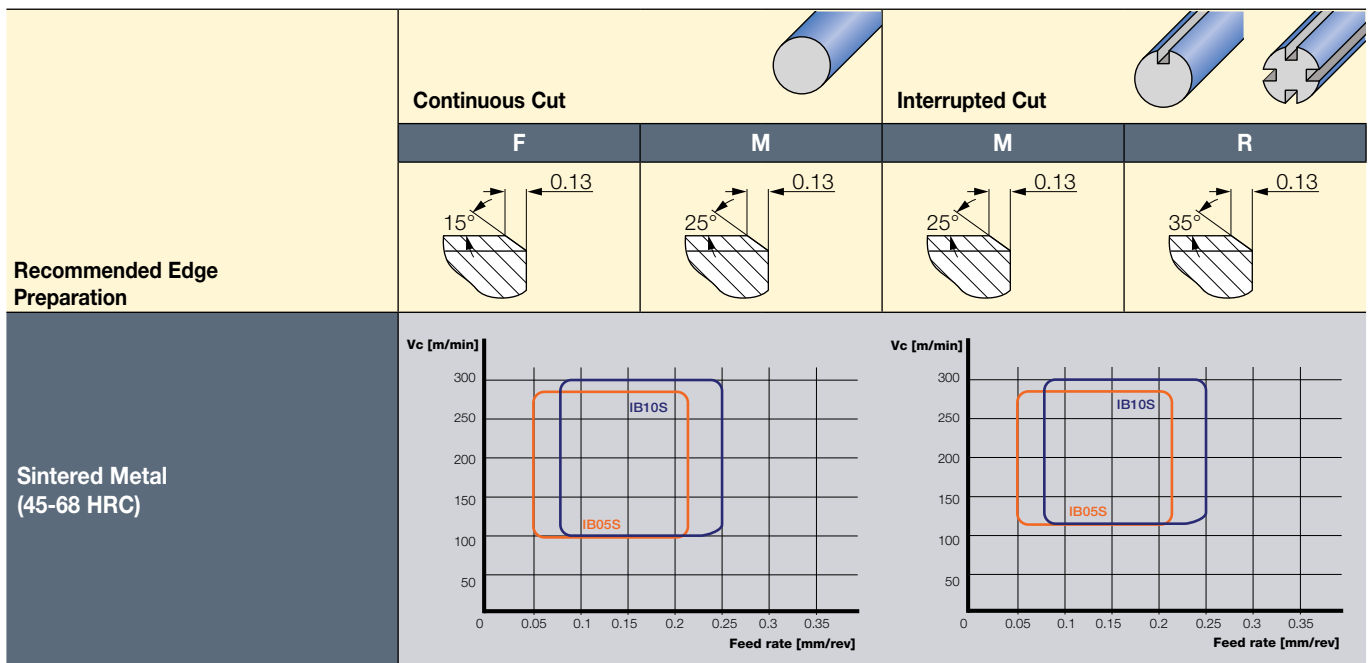 Continuous Cut
Interrupted Cut
F
M
M
R
Recommended Edge
Preparation
15°
0.13
25°
0.13
25°
0.13
35°
0.13
Sintered Metal
(45-68 HRC)
Vc [m/min]
300
250
200
150
100
50
0
IB10S
IB05S
0.05
0.1
0.15
0.2
0.25
0.3
0.35
Feed rate [mm/rev]
Vc [m/min]
300
250
200
150
100
50
0
IB10S
IB05S
0.05
0.1
0.15
0.2
0.25
0.3
0.35
Feed rate [mm/rev]